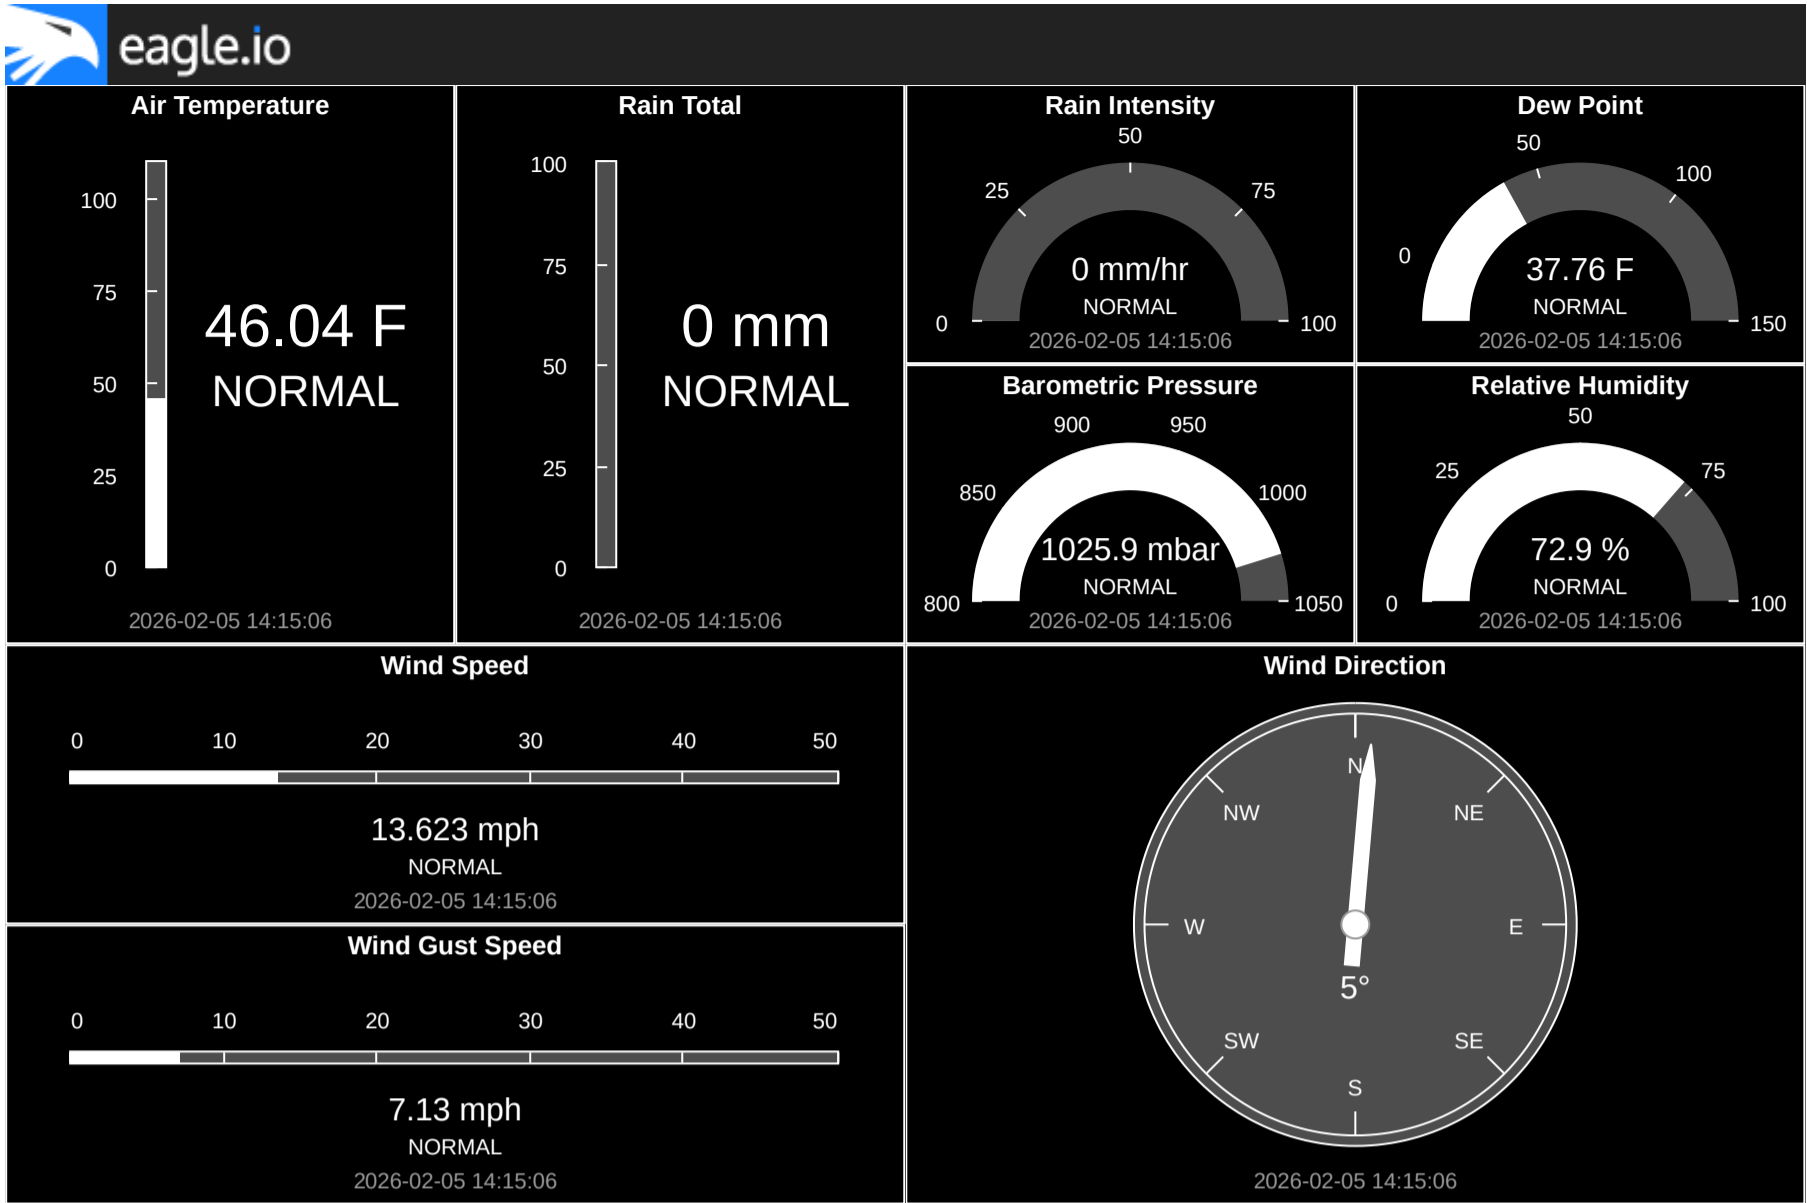 eagle.io
Air Temperature
100
75
50
25
0
46.04 F
NORMAL
2026-02-05 14:15:06
Rain Total
100
75
50
25
0
0 mm
NORMAL
2026-02-05 14:15:06
Rain Intensity
0
25
50
75
100
0 mm/hr
NORMAL
2026-02-05 14:15:06
Dew Point
0
50
100
150
37.76 F
NORMAL
2026-02-05 14:15:06
Barometric Pressure
800
850
900
950
1000
1050
1025.9 mbar
NORMAL
2026-02-05 14:15:06
Relative Humidity
0
25
50
75
100
72.9 %
NORMAL
2026-02-05 14:15:06
Wind Speed
0 10 20 30 40 50
13.623 mph
NORMAL
2026-02-05 14:15:06
Wind Gust Speed
0 10 20 30 40 50
7.13 mph
NORMAL
2026-02-05 14:15:06
Wind Direction
N
NW NE
W E
5°
SW SE
S
2026-02-05 14:15:06